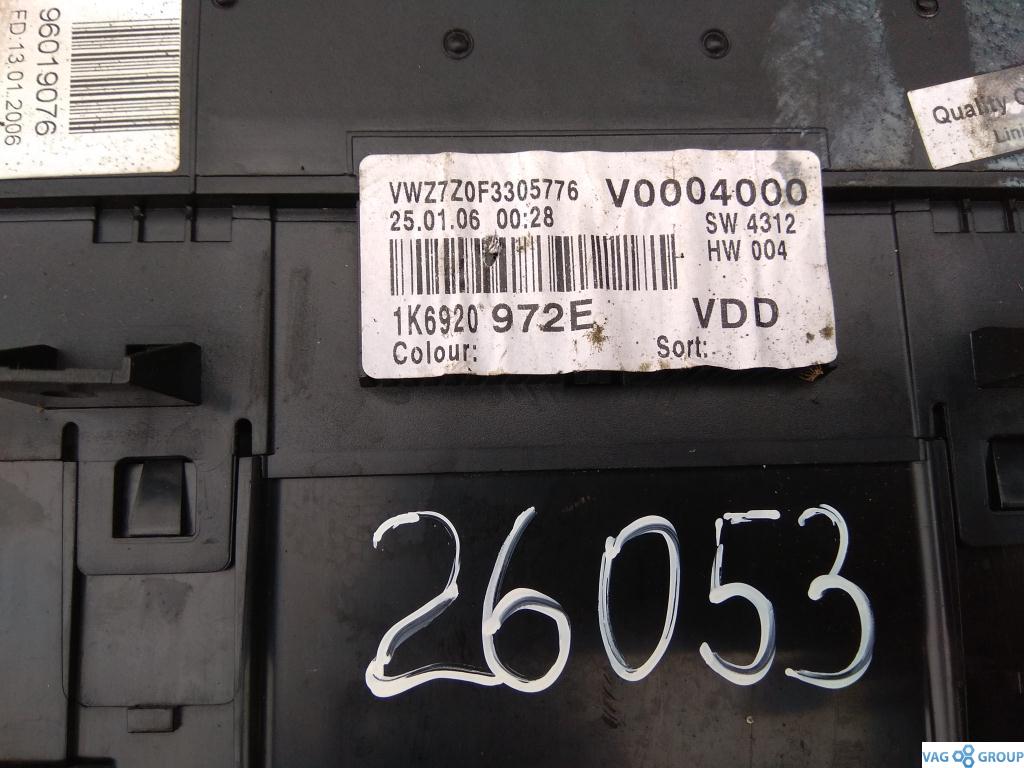 96019076
ED:13.01.2006
Quality
VWZ7Z0F3305776 V0004000
25.01.06 00:28 SW 4312
HW 004
1K6920 972E VDD
Colour: Sort:
26053
VAG GROUP